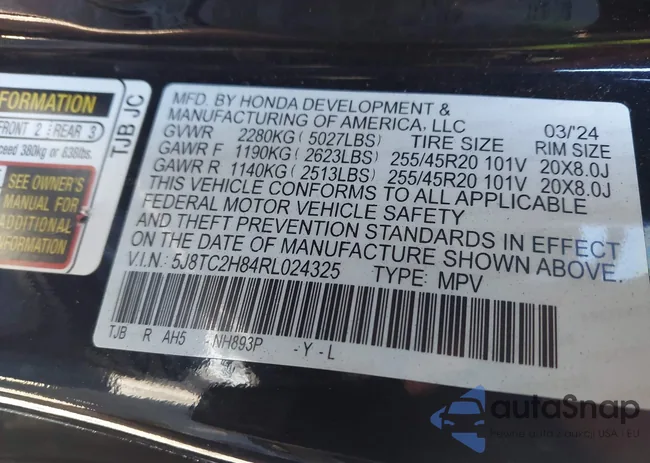 FORMATION
FRONT 2 REAR 3
ceed 380kg or 838lbs.
SEE OWNER'S
MANUAL FOR
ADDITIONAL
INFORMATION
TJB JC
MFD. BY HONDA DEVELOPMENT &
MANUFACTURING OF AMERICA, LLC 03/'24
GVWR 2280KG ( 5027LBS) TIRE SIZE RIM SIZE
GAWR F 1190KG ( 2623LBS) 255/45R20 101V 20X8.0J
GAWR R 1140KG ( 2513LBS) 255/45R20 101V 20X8.0J
THIS VEHICLE CONFORMS TO ALL APPLICABLE
FEDERAL MOTOR VEHICLE SAFETY
AND THEFT PREVENTION STANDARDS IN EFFECT
ON THE DATE OF MANUFACTURE SHOWN ABOVE.
V.I.N.: 5J8TC2H84RL024325 TYPE: MPV
TJB R AH5 NH893P -Y-L
autoSnap